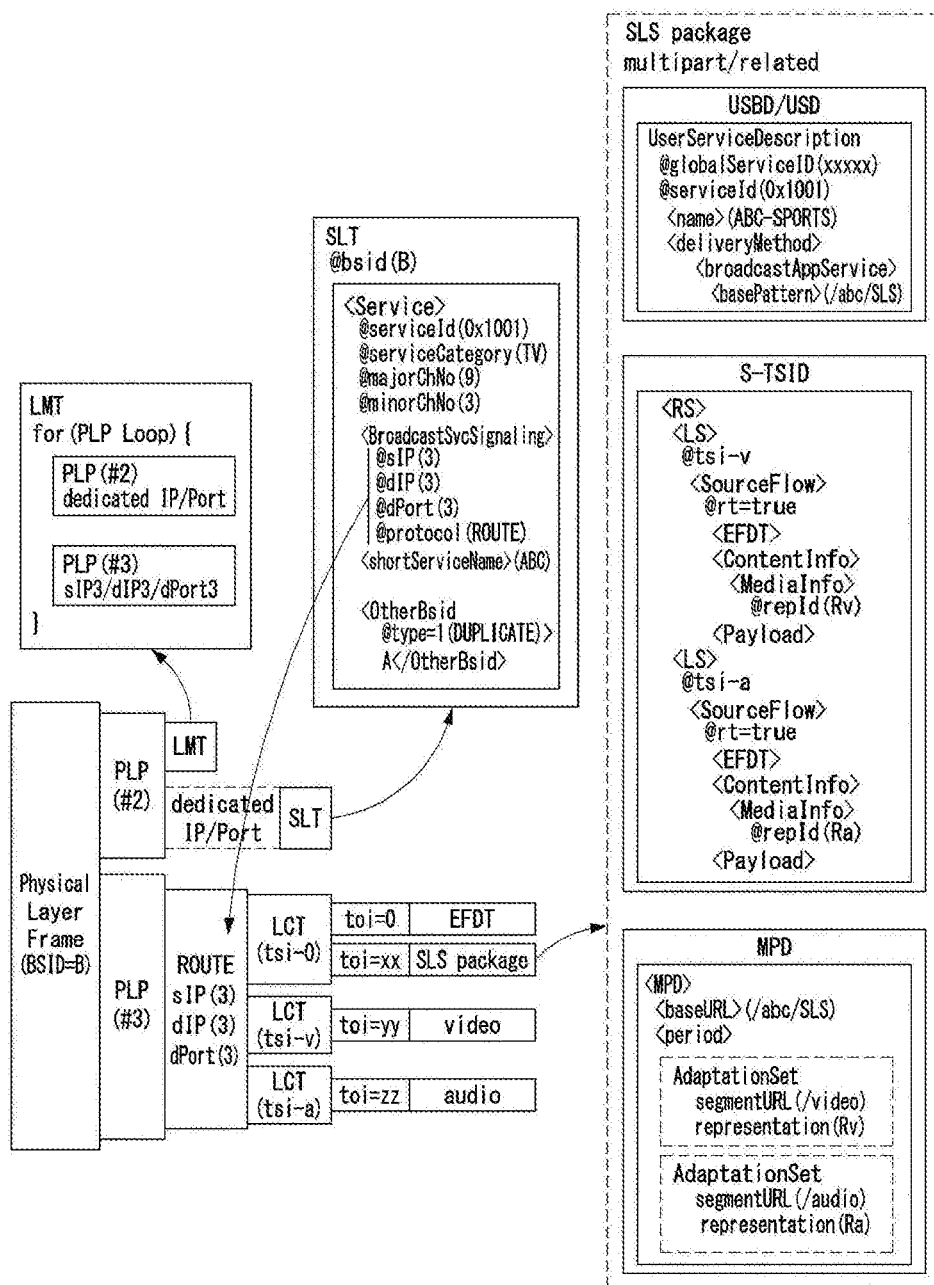 SLS package
multipart/related
USBD/USD
UserServiceDescription
@globalServiceID(xxxxx)
@serviceId(0x1001)
<name>(ABC-SPORTS)
<deliveryMethod>
<broadcastAppService>
<basePattern>(/abc/SLS)
S-TSID
<RS>
<LS>
@tsi-v
<SourceFlow>
@rt=true
<EFDT>
<ContentInfo>
<MediaInfo>
@repId(Rv)
<Payload>
<LS>
@tsi-a
<SourceFlow>
@rt=true
<EFDT>
<ContentInfo>
<MediaInfo>
@repId(Ra)
<Payload>
MPD
<MPD>
<baseURL>(/abc/SLS)
<period>
AdaptationSet
segmentURL(/video)
representation(Rv)
AdaptationSet
segmentURL(/audio)
representation(Ra)
SLT
@bsid(B)
<Service>
@serviceId(0x1001)
@serviceCategory(TV)
@majorChNo(9)
@minorChNo(3)
<BroadcastSvcSignaling>
@sIP(3)
@dIP(3)
@dPort(3)
@protocol(ROUTE)
<shortServiceName>(ABC)
<OtherBsid
@type=1(DUPLICATE)>
A</OtherBsid>
LMT
for(PLP Loop){
PLP(#2)
dedicated IP/Port
PLP(#3)
sIP3/dIP3/dPort3
}
Physical
Layer
Frame
(BSID=B)
PLP
(#2)
LMT
dedicated
IP/Port
SLT
PLP
(#3)
ROUTE
sIP(3)
dIP(3)
dPort(3)
LCT
(tsi-0)
toi=0
EFDT
toi=xx
SLS package
LCT
(tsi-v)
toi=yy
video
LCT
(tsi-a)
toi=zz
audio